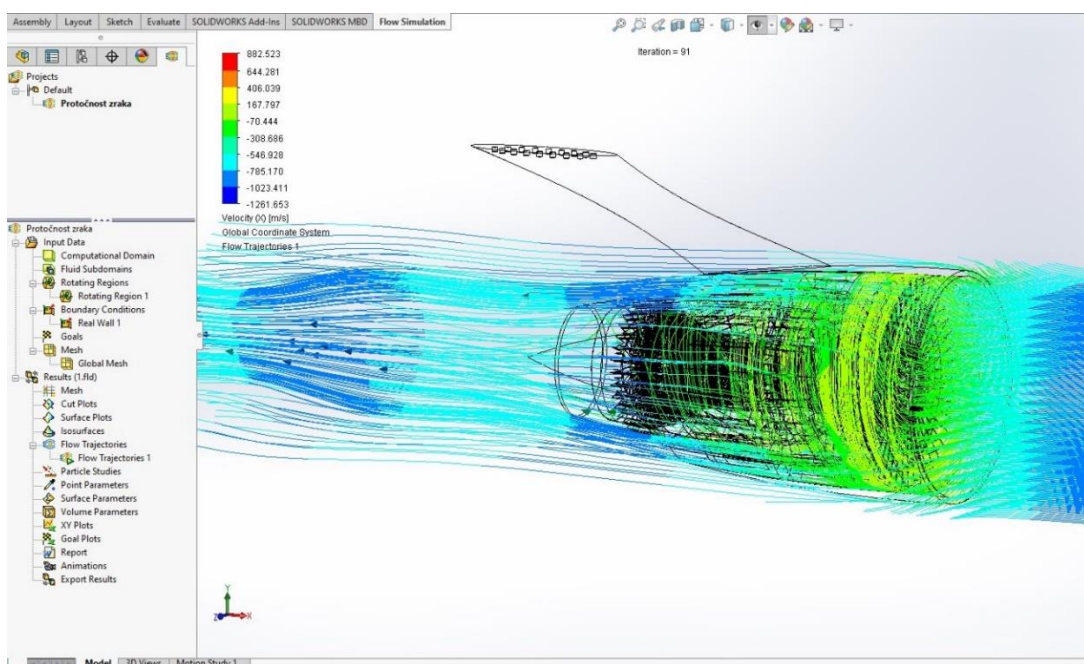 Assembly Layout Sketch Evaluate SOLIDWORKS Add-Ins SOLIDWORKS MBD Flow Simulation
Projects
Default
Protočnost zraka
Protočnost zraka
Input Data
Computational Domain
Fluid Subdomains
Rotating Regions
Rotating Region 1
Boundary Conditions
Real Wall 1
Goals
Mesh
Global Mesh
Results (1.fld)
Mesh
Cut Plots
Surface Plots
Isosurfaces
Flow Trajectories
Flow Trajectories 1
Particle Studies
Point Parameters
Surface Parameters
Volume Parameters
XY Plots
Goal Plots
Report
Animations
Export Results
882.523
644.281
406.039
167.797
-70.444
-308.686
-546.928
-785.170
-1023.411
-1261.653
Velocity (X) [m/s]
Global Coordinate System
Flow Trajectories 1
Iteration = 91
Y
Z X
Model 3D Views Motion Study 1